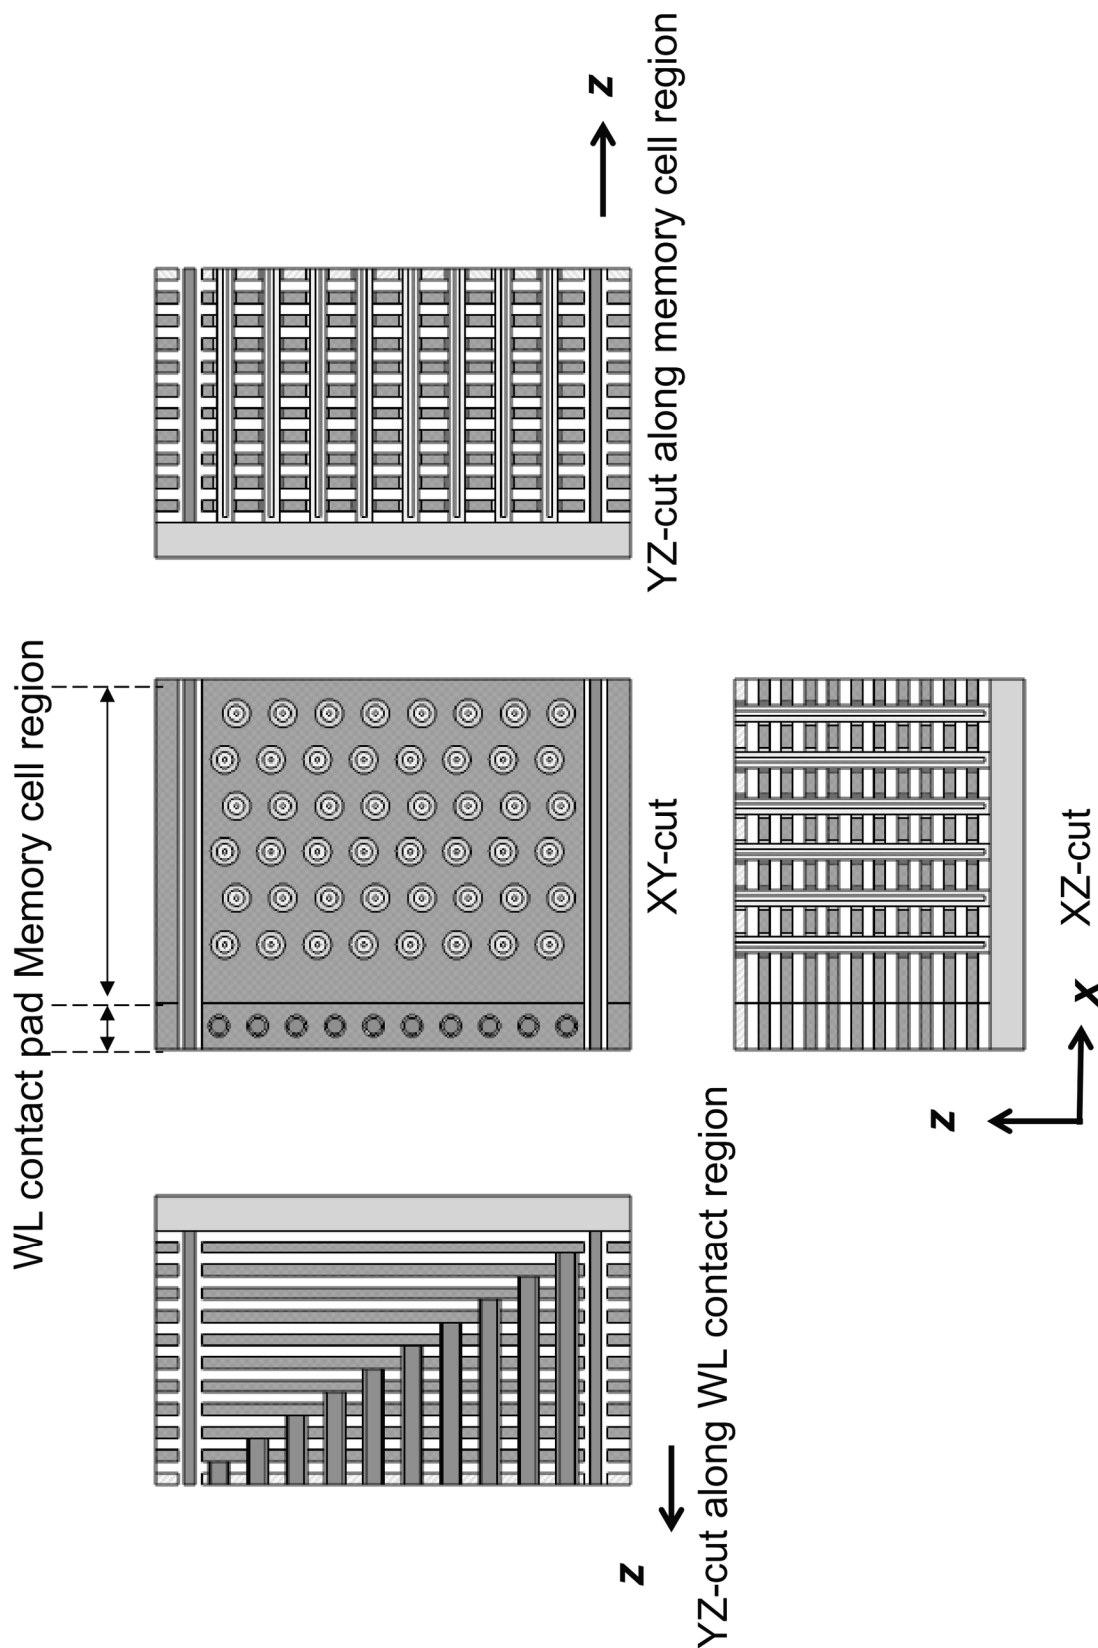 WL contact pad
Memory cell region
z
YZ-cut along WL contact region
XY-cut
z
YZ-cut along memory cell region
z
x
XZ-cut